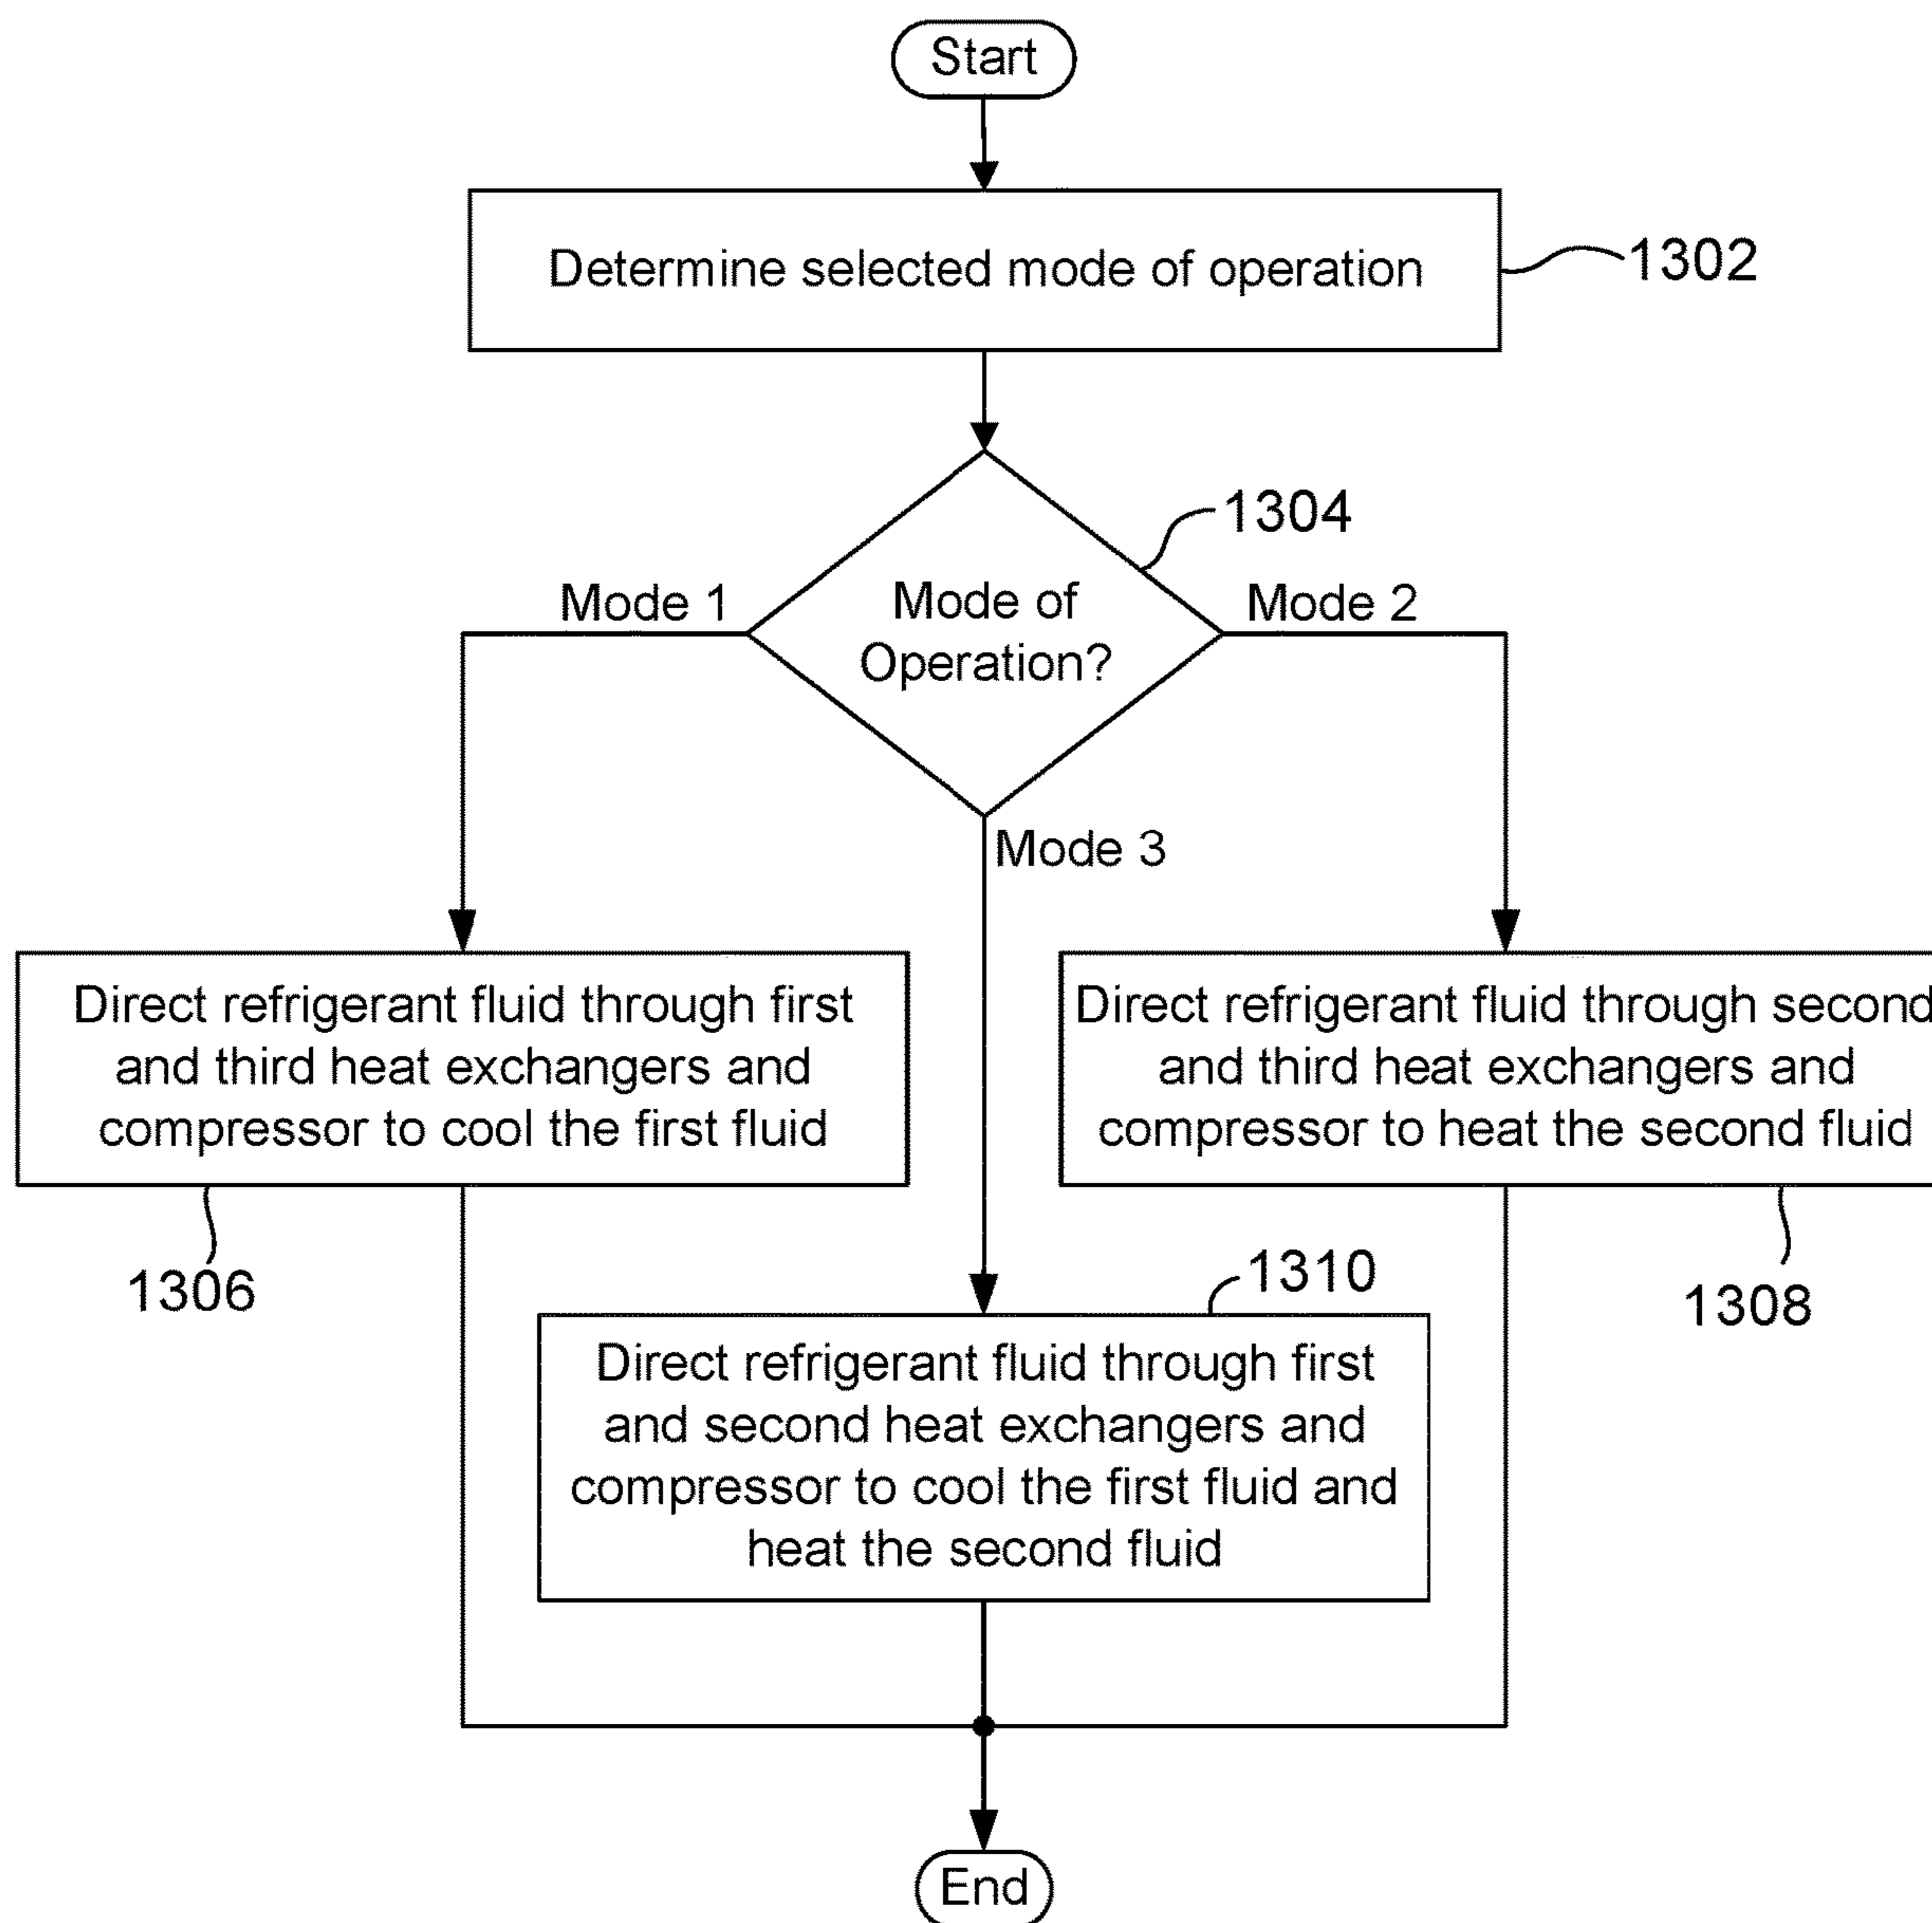 Start
Determine selected mode of operation
1302
1304
Mode 1
Mode of
Operation?
Mode 2
Mode 3
Direct refrigerant fluid through first
and third heat exchangers and
compressor to cool the first fluid
1306
Direct refrigerant fluid through second
and third heat exchangers and
compressor to heat the second fluid
1308
1310
Direct refrigerant fluid through first
and second heat exchangers and
compressor to cool the first fluid and
heat the second fluid
End